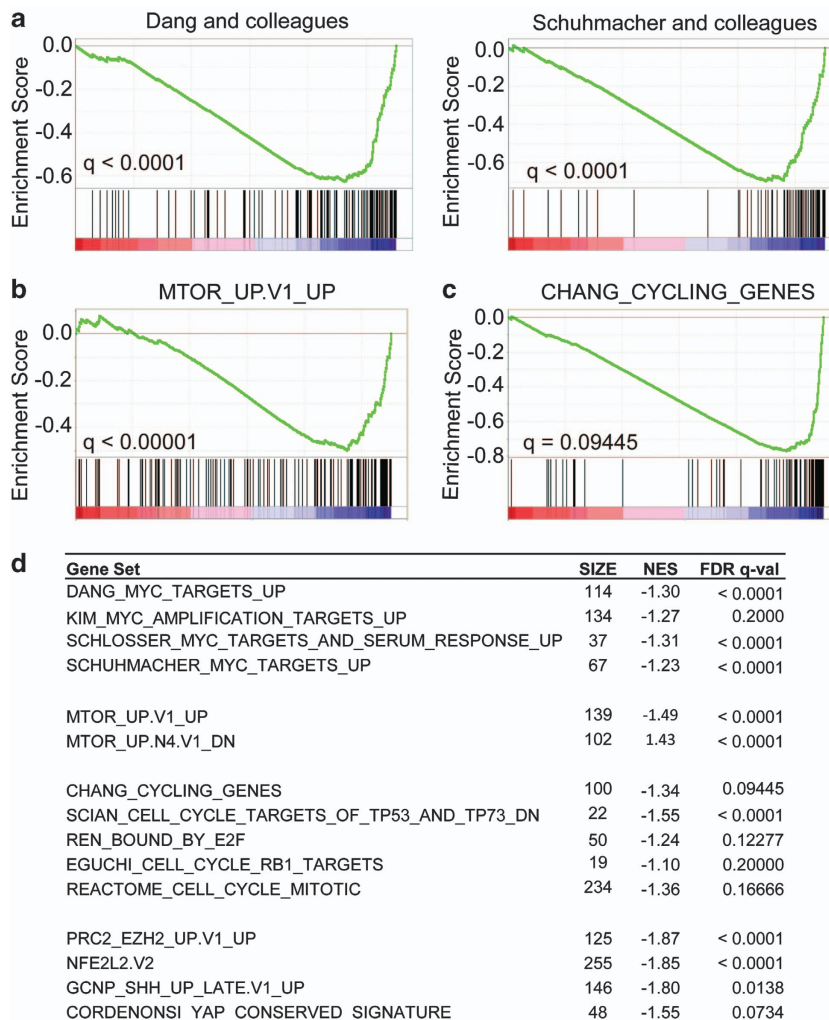 a
Dang and colleagues
Schuhmacher and colleagues
Enrichment Score
0.0
-0.2
-0.4
-0.6
q < 0.0001
Enrichment Score
0.0
-0.2
-0.4
-0.6
q < 0.0001
b
MTOR_UP.V1_UP
Enrichment Score
0.0
-0.2
-0.4
q < 0.00001
c
CHANG_CYCLING_GENES
Enrichment Score
0.0
-0.2
-0.4
-0.6
-0.8
q = 0.09445
d
Gene Set SIZE NES FDR q-val
DANG_MYC_TARGETS_UP 114 -1.30 < 0.0001
KIM_MYC_AMPLIFICATION_TARGETS_UP 134 -1.27 0.2000
SCHLOSSER_MYC_TARGETS_AND_SERUM_RESPONSE_UP 37 -1.31 < 0.0001
SCHUHMACHER_MYC_TARGETS_UP 67 -1.23 < 0.0001
MTOR_UP.V1_UP 139 -1.49 < 0.0001
MTOR_UP.N4.V1_DN 102 1.43 < 0.0001
CHANG_CYCLING_GENES 100 -1.34 0.09445
SCIAN_CELL_CYCLE_TARGETS_OF_TP53_AND_TP73_DN 22 -1.55 < 0.0001
REN_BOUND_BY_E2F 50 -1.24 0.12277
EGUCHI_CELL_CYCLE_RB1_TARGETS 19 -1.10 0.20000
REACTOME_CELL_CYCLE_MITOTIC 234 -1.36 0.16666
PRC2_EZH2_UP.V1_UP 125 -1.87 < 0.0001
NFE2L2.V2 255 -1.85 < 0.0001
GCNP_SHH_UP_LATE.V1_UP 146 -1.80 0.0138
CORDENONSI_YAP_CONSERVED_SIGNATURE 48 -1.55 0.0734